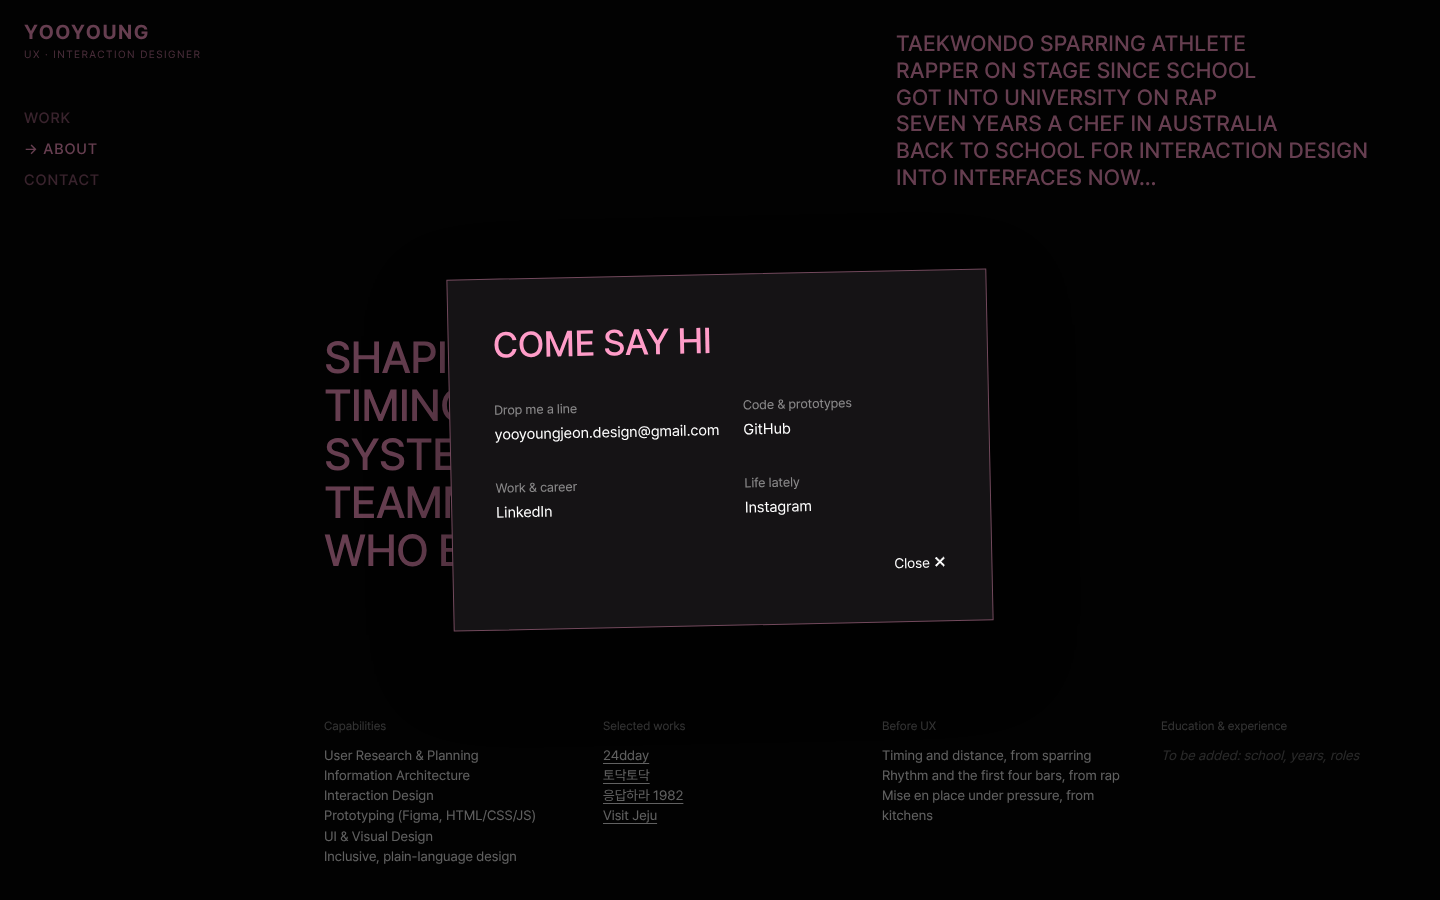 YOOYOUNG
UX · INTERACTION DESIGNER
WORK
→ ABOUT
CONTACT
TAEKWONDO SPARRING ATHLETE
RAPPER ON STAGE SINCE SCHOOL
GOT INTO UNIVERSITY ON RAP
SEVEN YEARS A CHEF IN AUSTRALIA
BACK TO SCHOOL FOR INTERACTION DESIGN
INTO INTERFACES NOW...
SHAPI
TIMING
SYSTE
TEAM
WHO
COME SAY HI
Drop me a line
yooyoungjeon.design@gmail.com
Code & prototypes
GitHub
Work & career
LinkedIn
Life lately
Instagram
Close ✕
Capabilities
User Research & Planning
Information Architecture
Interaction Design
Prototyping (Figma, HTML/CSS/JS)
UI & Visual Design
Inclusive, plain-language design
Selected works
24dday
토닥토닥
응답하라 1982
Visit Jeju
Before UX
Timing and distance, from sparring
Rhythm and the first four bars, from rap
Mise en place under pressure, from
kitchens
Education & experience
To be added: school, years, roles